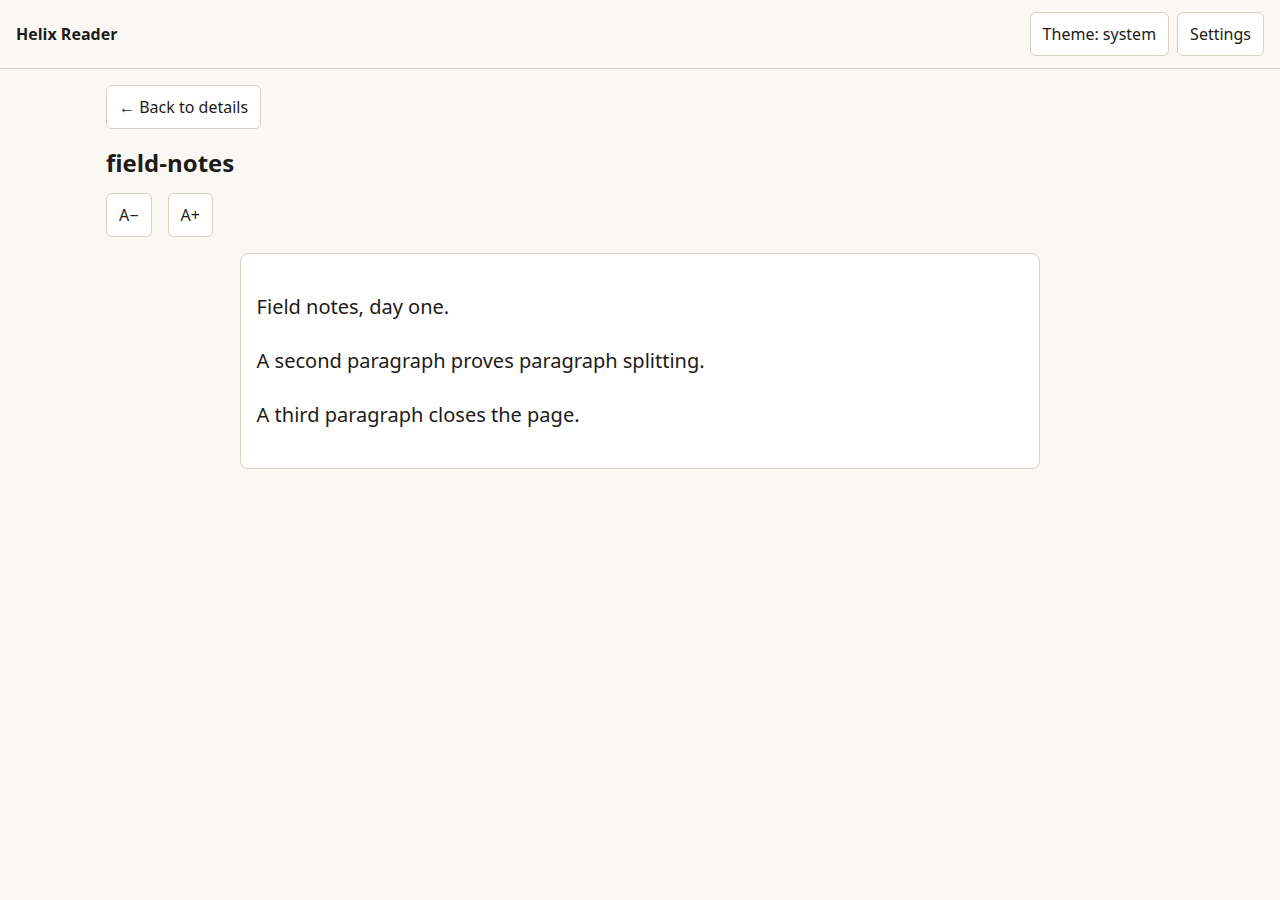 Helix Reader
Theme: system
Settings
← Back to details
field-notes
A−
A+
Field notes, day one.
A second paragraph proves paragraph splitting.
A third paragraph closes the page.